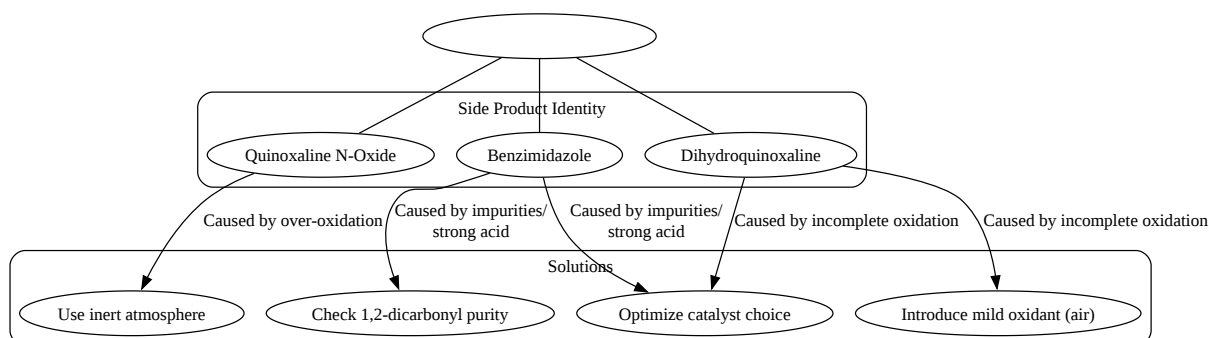 Side Product Identity
Quinoxaline N-Oxide
Benzimidazole
Dihydroquinoxaline
Caused by over-oxidation
Caused by impurities/
strong acid
Caused by impurities/
strong acid
Caused by incomplete oxidation
Caused by incomplete oxidation
Solutions
Use inert atmosphere
Check 1,2-dicarbonyl purity
Optimize catalyst choice
Introduce mild oxidant (air)